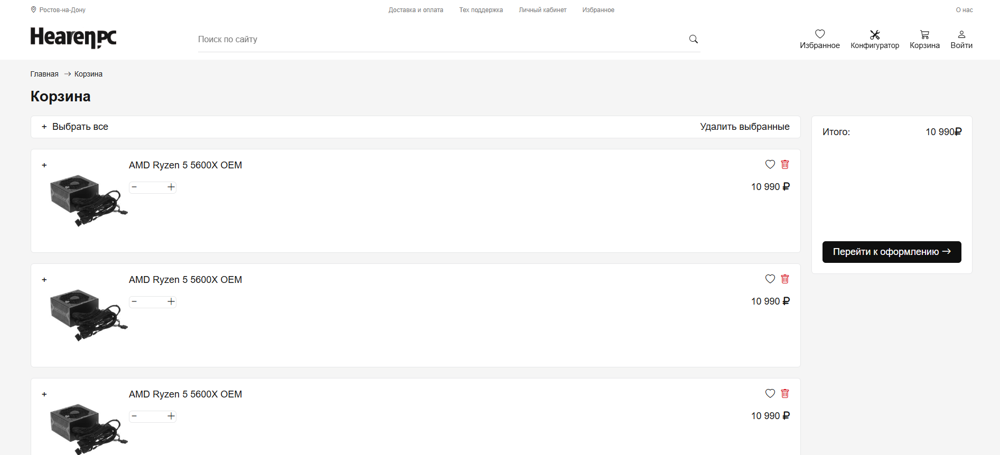 Ростов-на-Дону
Доставка и оплата
Тех поддержка
Личный кабинет
Избранное
О нас
HearenPC
Поиск по сайту
Избранное
Конфигуратор
Корзина
Войти
Главная → Корзина
Корзина
+ Выбрать все
Удалить выбранные
Итого: 10 990₽
+ AMD Ryzen 5 5600X OEM
− +
10 990 ₽
Перейти к оформлению →
+ AMD Ryzen 5 5600X OEM
− +
10 990 ₽
+ AMD Ryzen 5 5600X OEM
− +
10 990 ₽